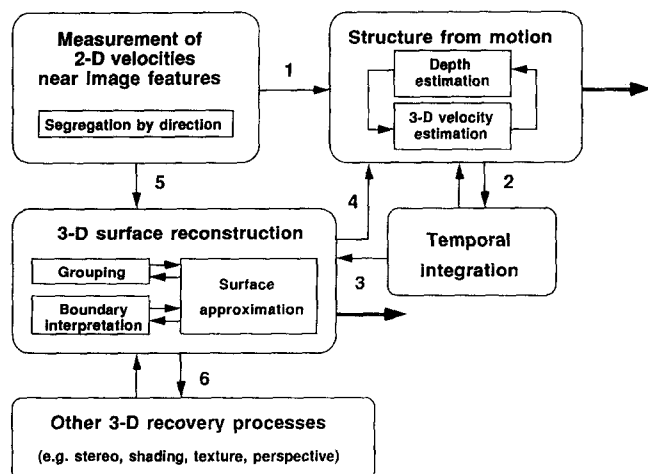 Measurement of
2-D velocities
near Image features
Segregation by direction
1
Structure from motion
Depth
estimation
3-D velocity
estimation
5
4
2
3-D surface reconstruction
Grouping
Boundary
interpretation
Surface
approximation
3
Temporal
integration
6
Other 3-D recovery processes
(e.g. stereo, shading, texture, perspective)